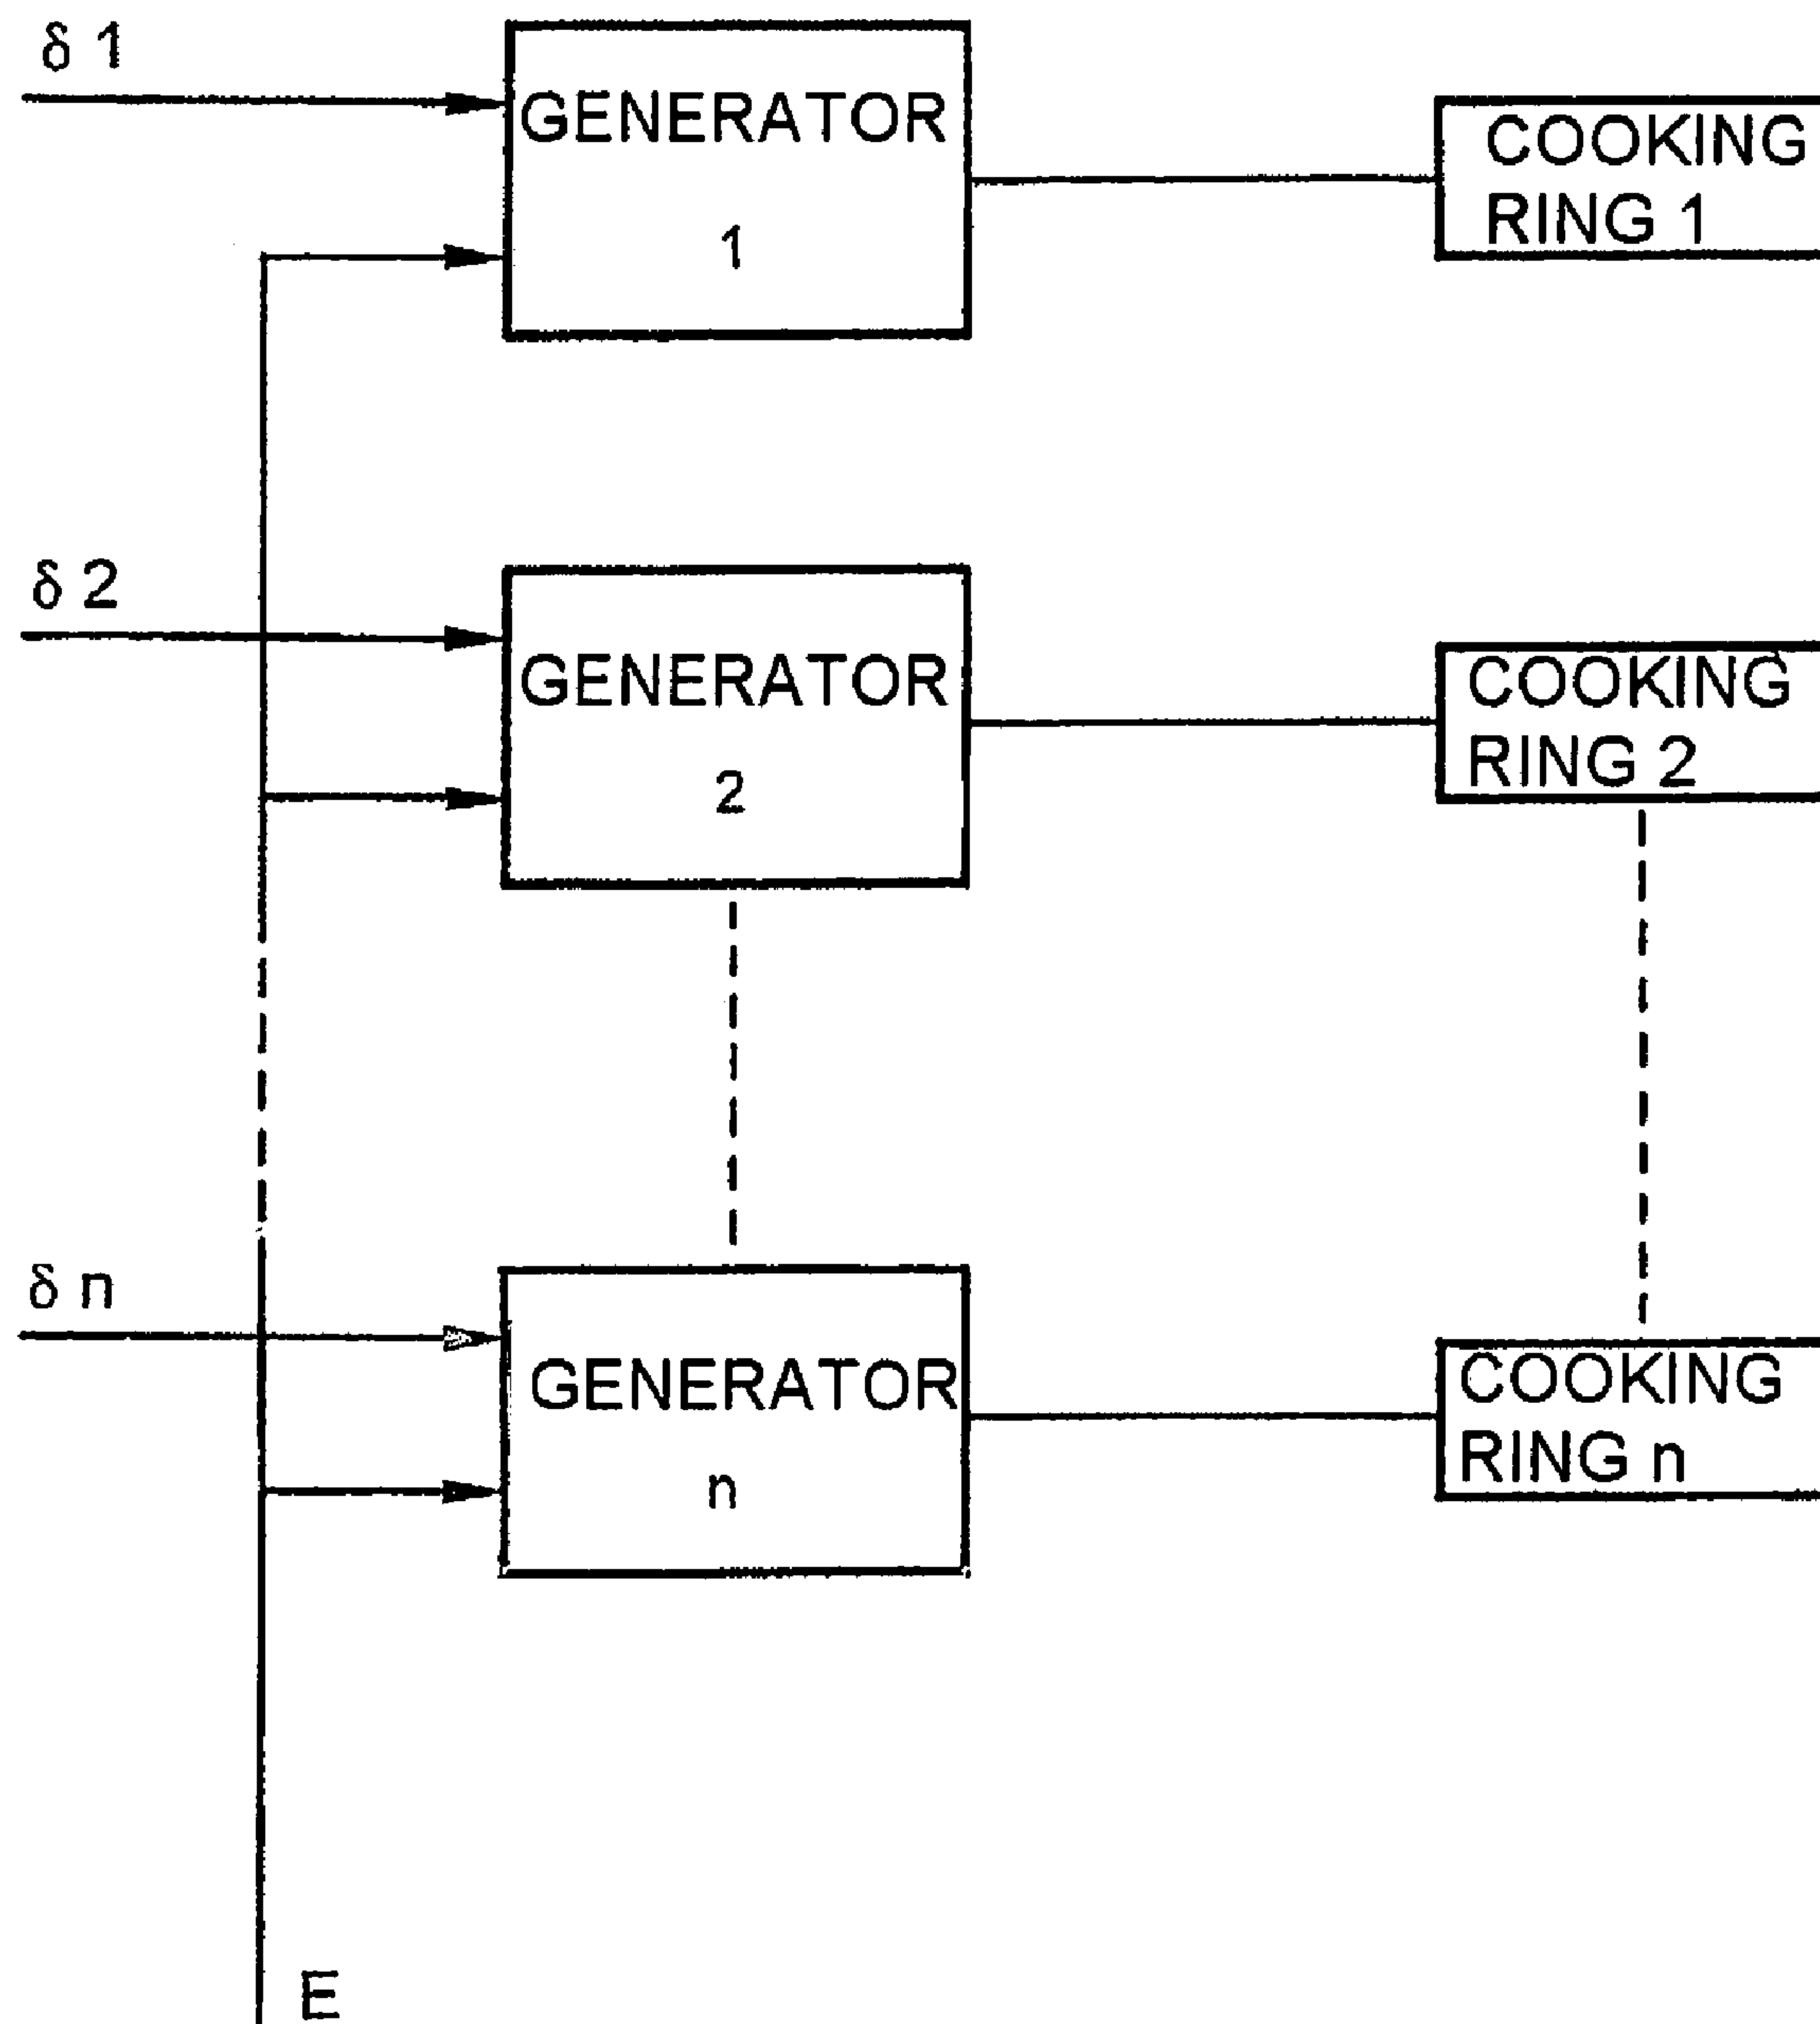 δ 1
GENERATOR
1
COOKING
RING 1
δ 2
GENERATOR
2
COOKING
RING 2
δ n
GENERATOR
n
COOKING
RING n
E